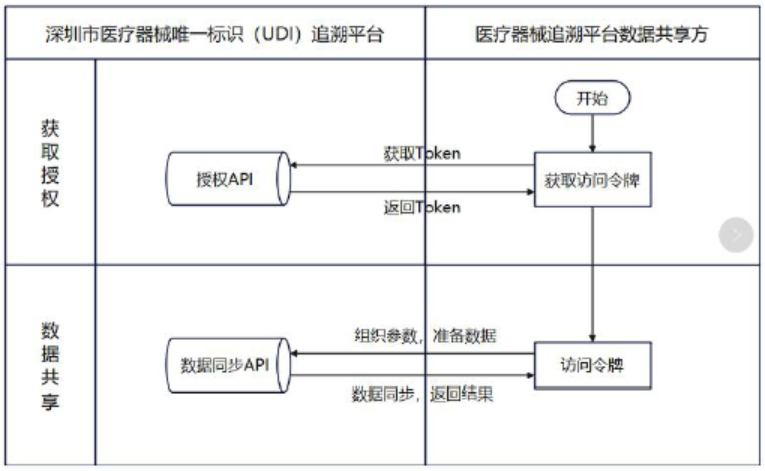 深圳市医疗器械唯一标识（UDI）追溯平台
医疗器械追溯平台数据共享方
获取授权
开始
获取Token
授权API
获取访问令牌
返回Token
数据共享
组织参数，准备数据
数据同步API
访问令牌
数据同步，返回结果